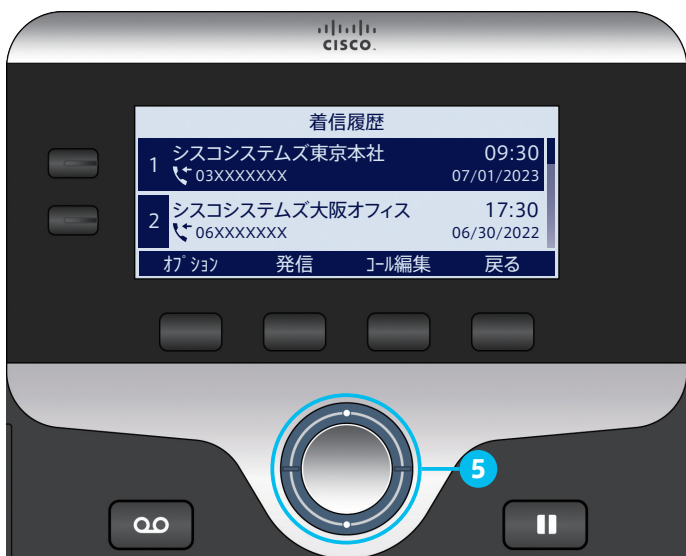 CISCO
着信履歴
1 シスコシステムズ東京本社 09:30
03XXXXXXX 07/01/2023
2 シスコシステムズ大阪オフィス 17:30
06XXXXXXX 06/30/2022
ｵﾌﾟｼｮﾝ 発信 ｺｰﾙ編集 戻る
5